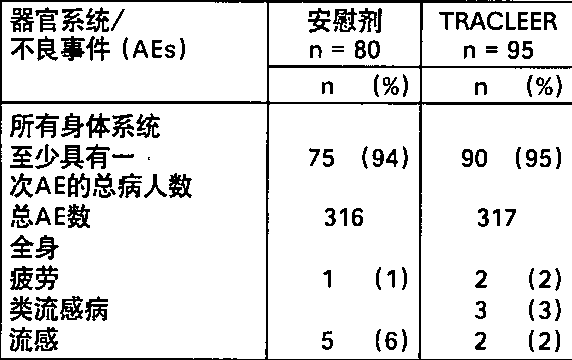 器官系统/ 安慰剂 TRACLEER
不良事件 (AEs) n = 80 n = 95
n (%) n (%)
所有身体系统
至少具有一 75 (94) 90 (95)
次AE的总病人数
总AE数 316 317
全身
疲劳 1 (1) 2 (2)
类流感病 3 (3)
流感 5 (6) 2 (2)